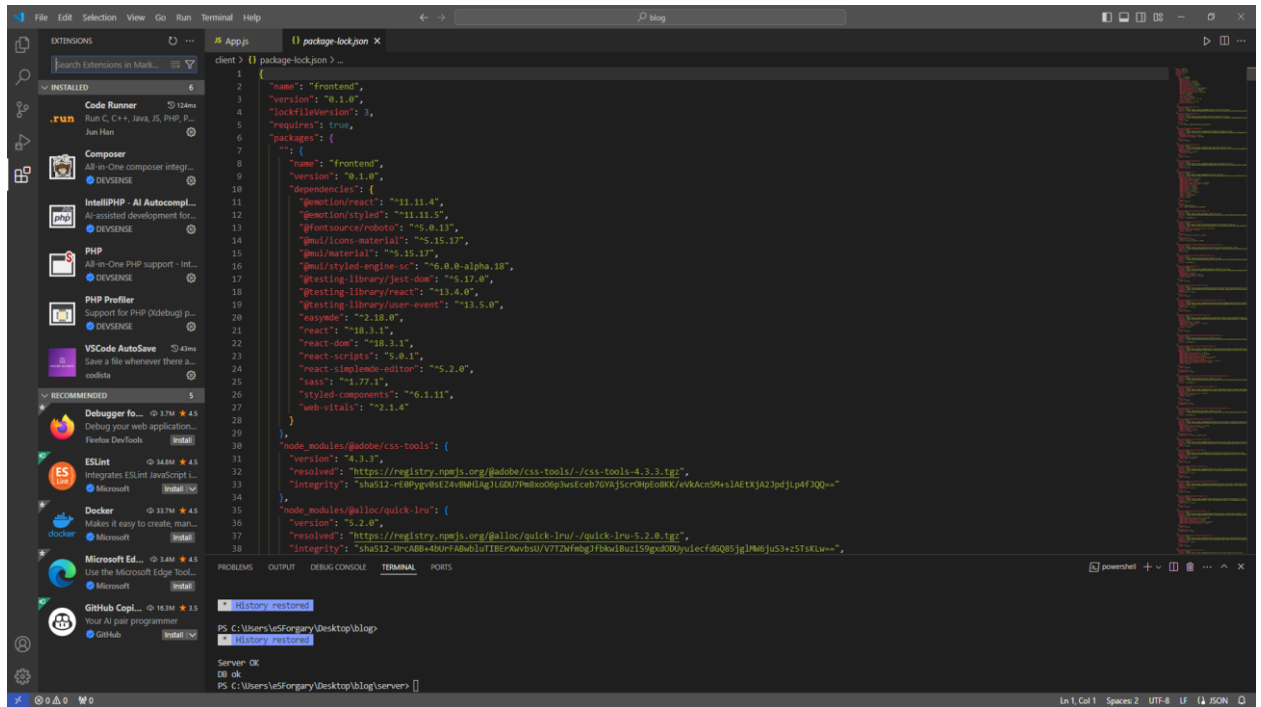 File Edit Selection View Go Run Terminal Help
blog
EXTENSIONS
Search Extensions in Mark...
INSTALLED 6
Code Runner 124ms
.run
Run C, C++, Java, JS, PHP, P...
Jun Han
Composer
All-in-One composer integr...
DEVSENSE
IntelliPHP - AI Autocompl...
php
AI-assisted development for...
DEVSENSE
PHP
All-in-One PHP support - Int...
DEVSENSE
PHP Profiler
Support for PHP (Xdebug) p...
DEVSENSE
VSCode AutoSave 43ms
Save a file whenever there a...
codista
RECOMMENDED 5
Debugger fo... 3.7M ★ 4.5
Debug your web application...
Firefox DevTools Install
ESLint 34.8M ★ 4.5
ES
Lint
Integrates ESLint JavaScript i...
Microsoft Install
Docker 33.7M ★ 4.5
docker
Makes it easy to create, man...
Microsoft Install
Microsoft Ed... 3.4M ★ 4.5
Use the Microsoft Edge Tool...
Microsoft Install
GitHub Copi... 16.3M ★ 3.5
Your AI pair programmer
GitHub Install
JS App.js {} package-lock.json ×
client > {} package-lock.json > ...
1 {
2 "name": "frontend",
3 "version": "0.1.0",
4 "lockfileVersion": 3,
5 "requires": true,
6 "packages": {
7 "": {
8 "name": "frontend",
9 "version": "0.1.0",
10 "dependencies": {
11 "@emotion/react": "^11.11.4",
12 "@emotion/styled": "^11.11.5",
13 "@fontsource/roboto": "^5.0.13",
14 "@mui/icons-material": "^5.15.17",
15 "@mui/material": "^5.15.17",
16 "@mui/styled-engine-sc": "^6.0.0-alpha.18",
17 "@testing-library/jest-dom": "^5.17.0",
18 "@testing-library/react": "^13.4.0",
19 "@testing-library/user-event": "^13.5.0",
20 "easymde": "^2.18.0",
21 "react": "^18.3.1",
22 "react-dom": "^18.3.1",
23 "react-scripts": "5.0.1",
24 "react-simplemde-editor": "^5.2.0",
25 "sass": "^1.77.1",
26 "styled-components": "^6.1.11",
27 "web-vitals": "^2.1.4"
28 }
29 },
30 "node_modules/@adobe/css-tools": {
31 "version": "4.3.3",
32 "resolved": "https://registry.npmjs.org/@adobe/css-tools/-/css-tools-4.3.3.tgz",
33 "integrity":
34 },
35 "node_modules/@alloc/quick-lru": {
36 "version": "5.2.0",
37 "resolved": "https://registry.npmjs.org/@alloc/quick-lru/-/quick-lru-5.2.0.tgz",
38 "integrity":
PROBLEMS OUTPUT DEBUG CONSOLE TERMINAL PORTS
powershell
* History restored
PS C:\Users\eSForgary\Desktop\blog>
* History restored
Server OK
DB ok
PS C:\Users\eSForgary\Desktop\blog\server>
0 0 0
Ln 1, Col 1 Spaces: 2 UTF-8 LF {} JSON